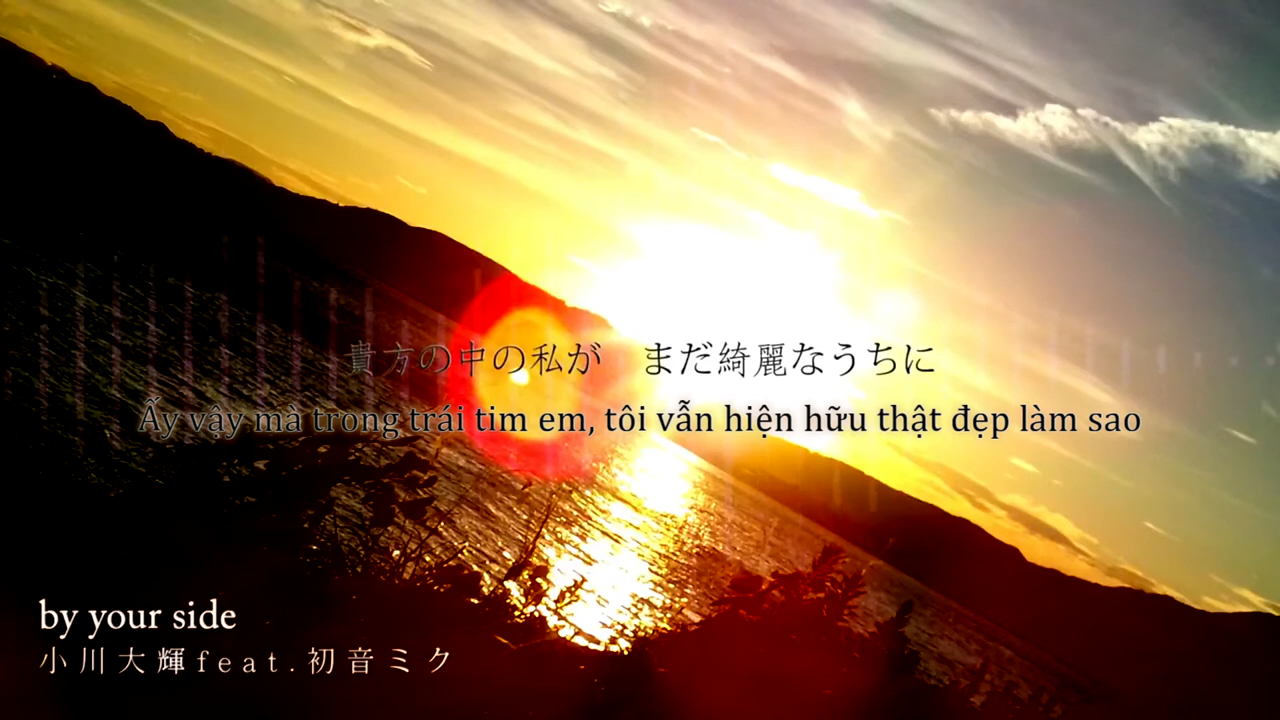 貴方の中の私が　まだ綺麗なうちに
Ấy vậy mà trong trái tim em, tôi vẫn hiện hữu thật đẹp làm sao
by your side
小川大輝feat.初音ミク